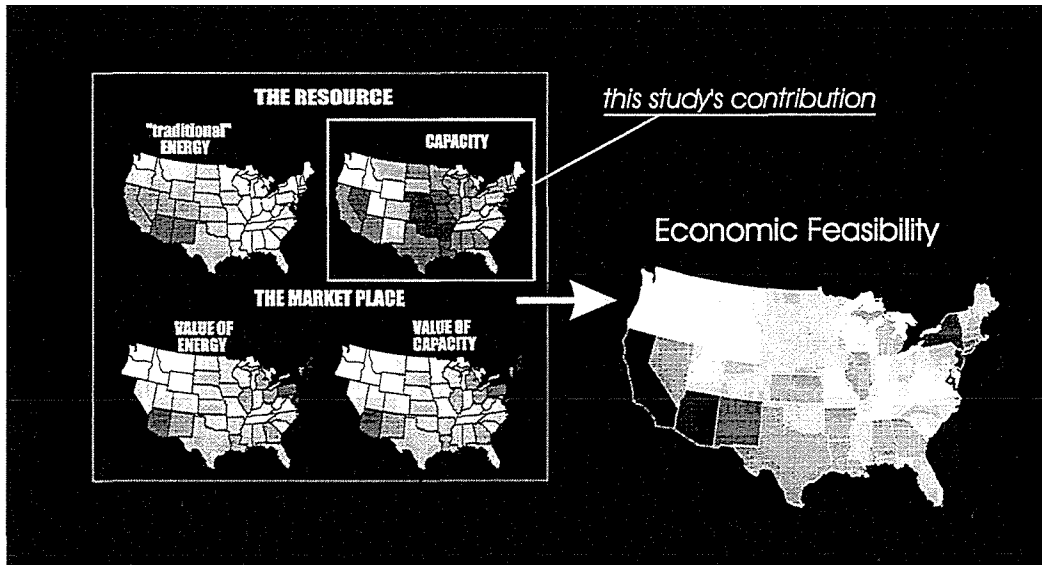 THE RESOURCE
this study's contribution
"traditional"
ENERGY
CAPACITY
Economic Feasibility
THE MARKET PLACE
VALUE OF
ENERGY
VALUE OF
CAPACITY